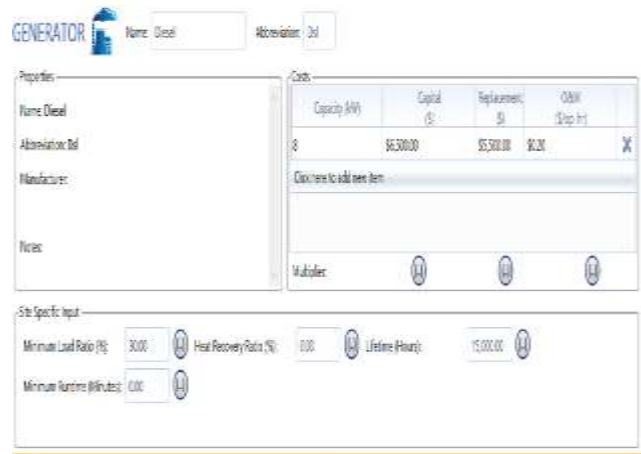 GENERATOR Name: Diesel Abbreviation: Dsl
Properties
Name: Diesel
Abbreviation: Dsl
Manufacturer:
Notes:
Costs
Capacity (kW) Capital ($) Replacement ($) O&M ($/op. hr)
8 $6,500.00 $5,500.00 $0.20 X
Click here to add new item
Multiplier:
Site Specific Input
Minimum Load Ratio (%): 30.00 Heat Recovery Ratio (%): 0.00 Lifetime (Hours): 15,000.00
Minimum Runtime (Minutes): 0.00